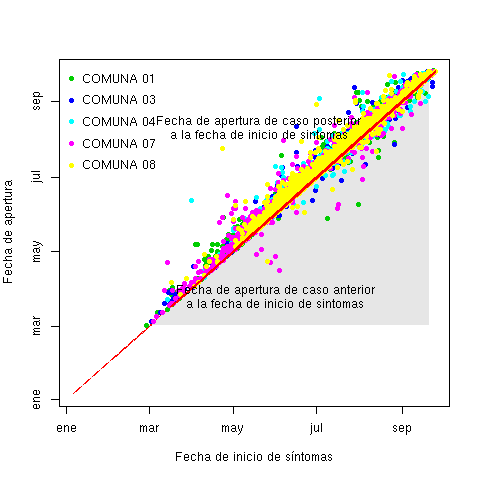 COMUNA 01
COMUNA 03
COMUNA 04
COMUNA 07
COMUNA 08
Fecha de apertura de caso posterior
a la fecha de inicio de sintomas
Fecha de apertura de caso anterior
a la fecha de inicio de sintomas
Fecha de apertura
ene
mar
may
jul
sep
ene
mar
may
jul
sep
Fecha de inicio de síntomas